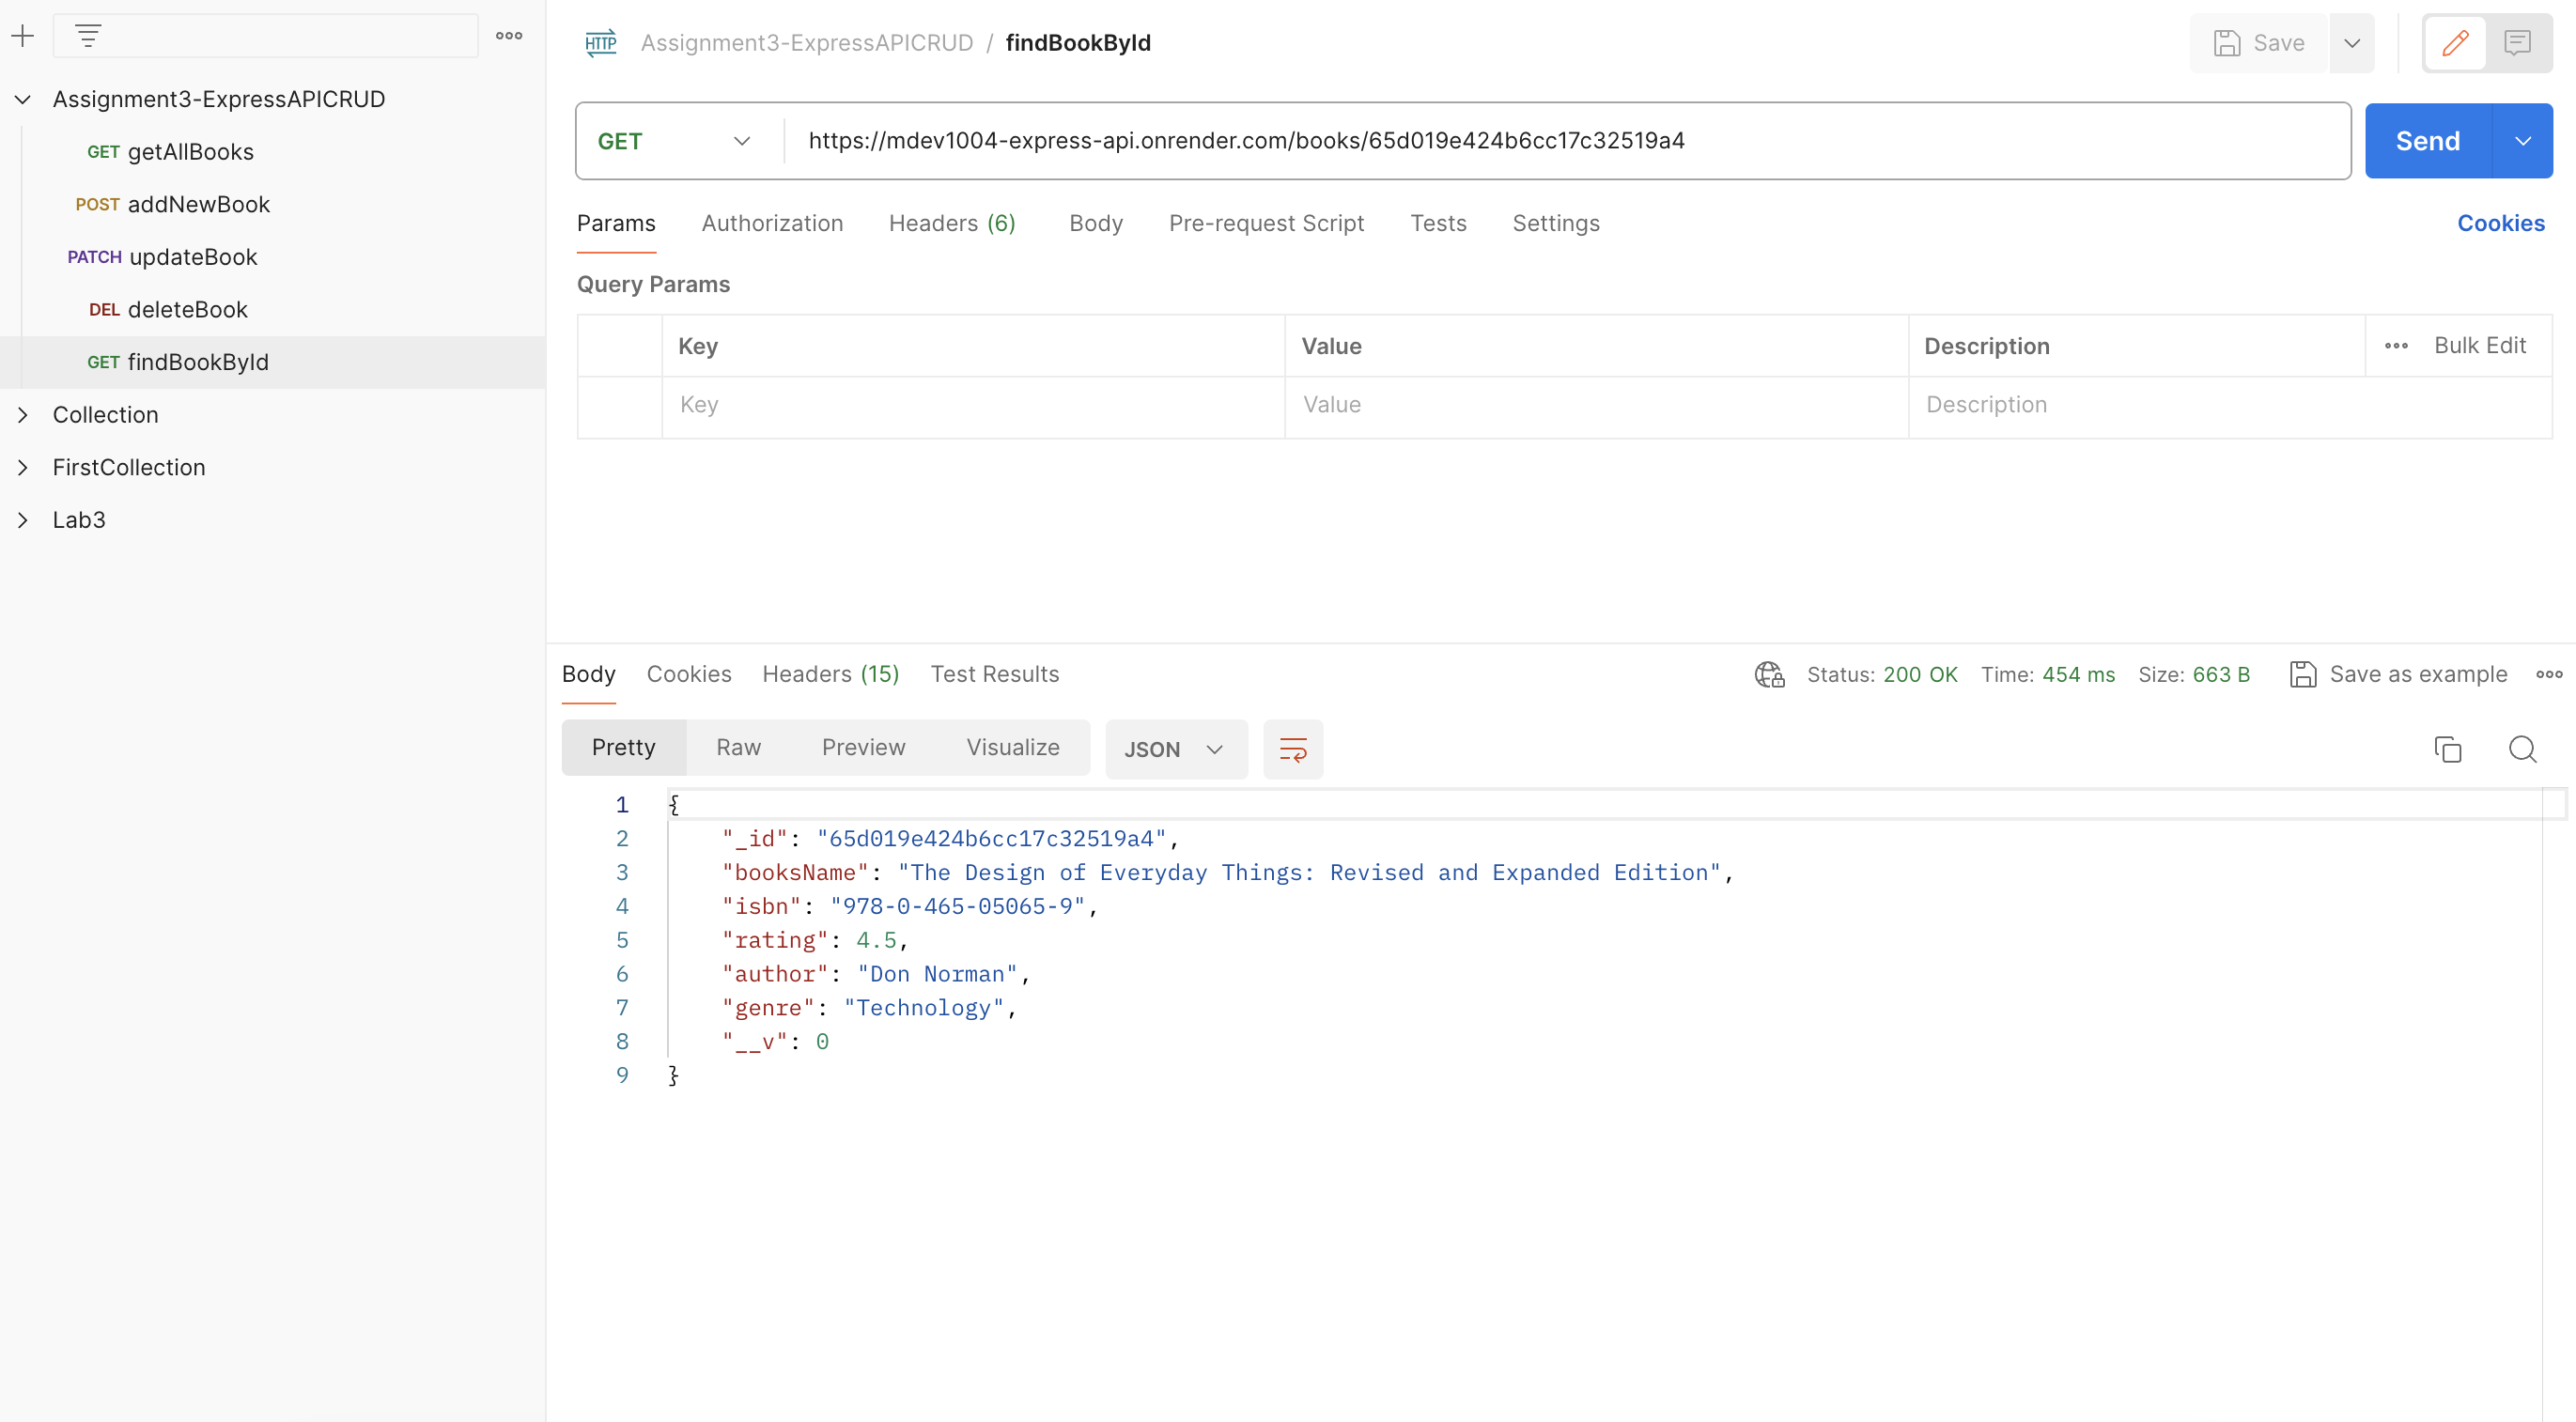 Assignment3-ExpressAPICRUD
GET getAllBooks
POST addNewBook
PATCH updateBook
DEL deleteBook
GET findBookById
Collection
FirstCollection
Lab3
HTTP Assignment3-ExpressAPICRUD / findBookById
Save
GET https://mdev1004-express-api.onrender.com/books/65d019e424b6cc17c32519a4 Send
Params Authorization Headers (6) Body Pre-request Script Tests Settings Cookies
Query Params
Key Value Description Bulk Edit
Key Value Description
Body Cookies Headers (15) Test Results Status: 200 OK Time: 454 ms Size: 663 B Save as example
Pretty Raw Preview Visualize JSON
1 {
2 "_id": "65d019e424b6cc17c32519a4",
3 "booksName": "The Design of Everyday Things: Revised and Expanded Edition",
4 "isbn": "978-0-465-05065-9",
5 "rating": 4.5,
6 "author": "Don Norman",
7 "genre": "Technology",
8 "__v": 0
9 }